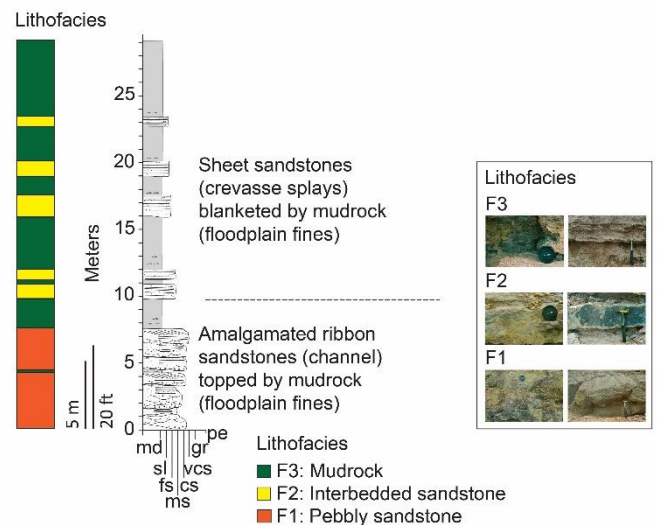 Lithofacies
25
20
15
10
5
0
Meters
5 m
20 ft
Sheet sandstones
(crevasse splays)
blanketed by mudrock
(floodplain fines)
Amalgamated ribbon
sandstones (channel)
topped by mudrock
(floodplain fines)
md
sl
fs
ms
cs
vcs
gr
pe
Lithofacies
F3: Mudrock
F2: Interbedded sandstone
F1: Pebbly sandstone
Lithofacies
F3
F2
F1